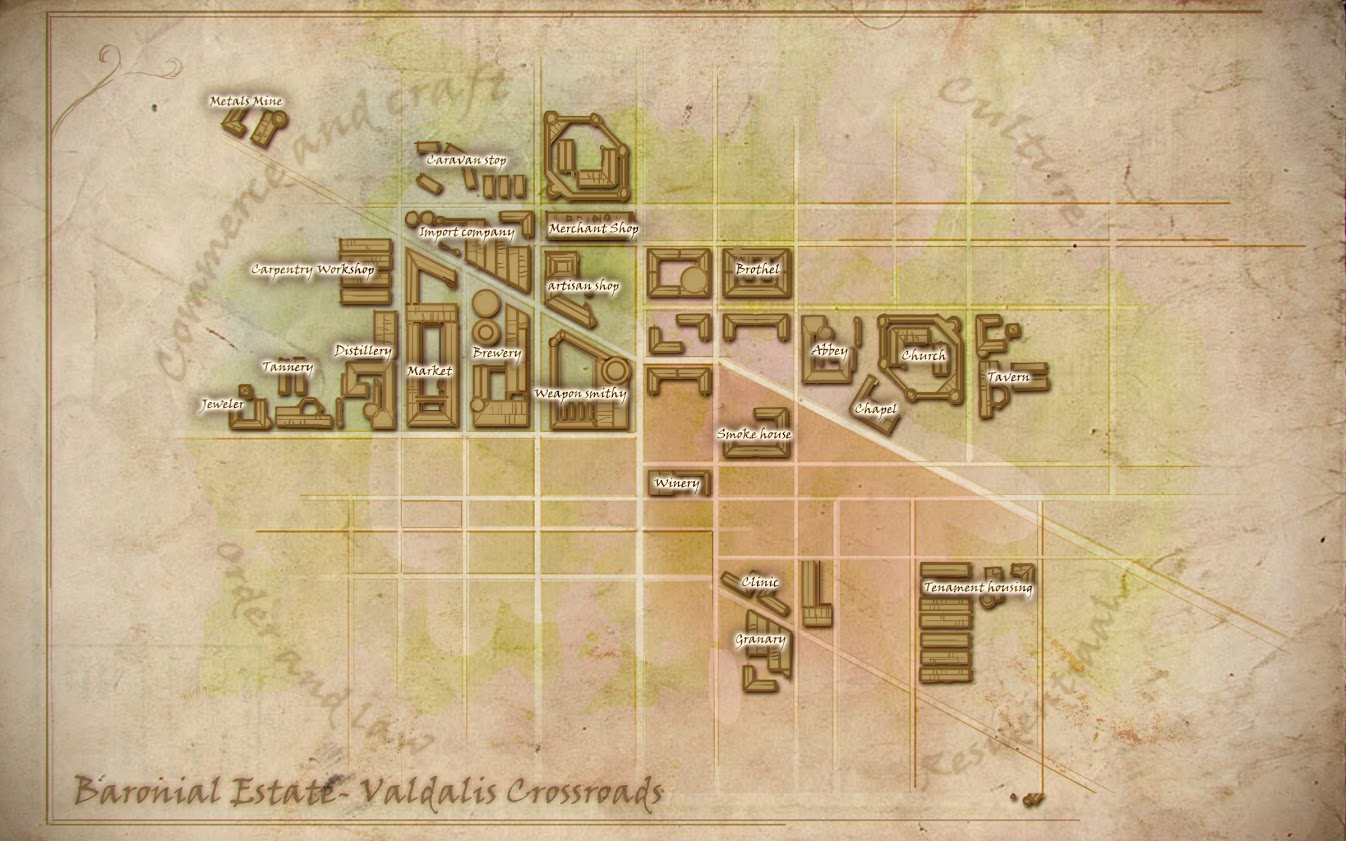 Commerce and craft
Culture
Metals Mine
Caravan stop
Import company
Merchant Shop
Carpentry Workshop
Brothel
artisan shop
Distillery
Brewery
Abbey
Church
Tannery
Market
Tavern
Jeweler
Weapon smithy
Chapel
Smoke house
Winery
Clinic
Tenament housing
Granary
Order and law
Baronial Estate- Valdalis Crossroads